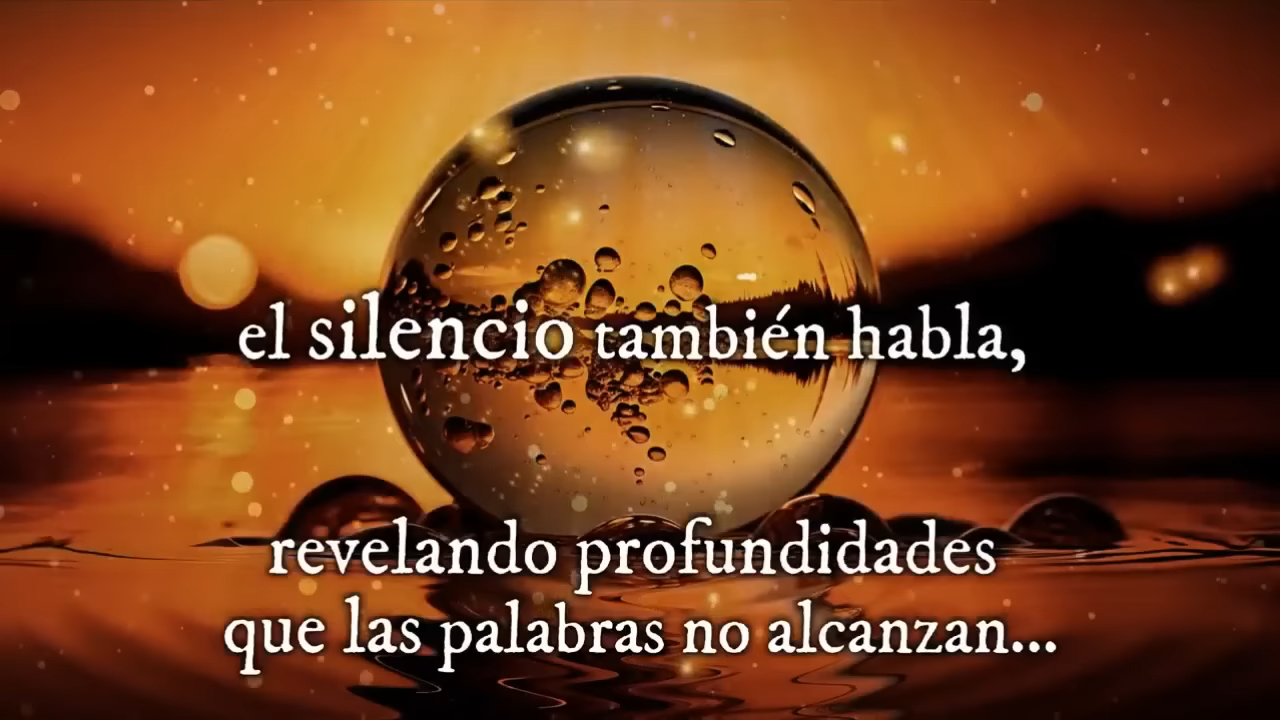 el silencio también habla,
revelando profundidades
que las palabras no alcanzan...